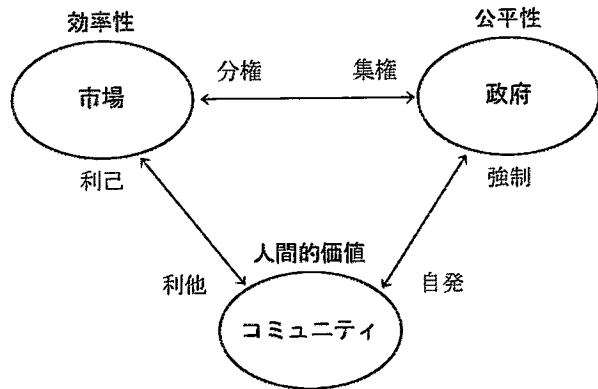 効率性
公平性
市場
分権
集権
政府
利己
強制
人間的価値
利他
自発
コミュニティ